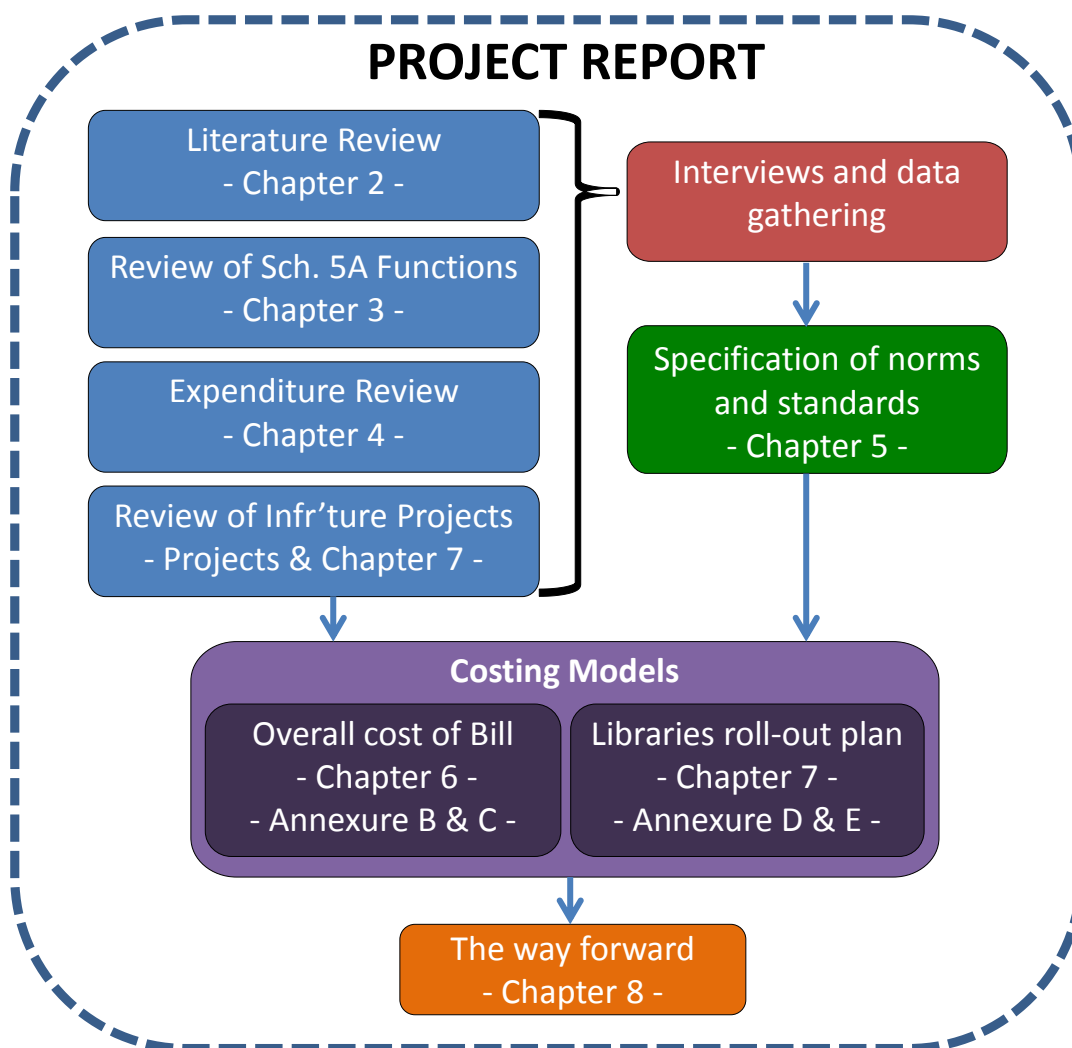 PROJECT REPORT
Literature Review
- Chapter 2 -
Review of Sch. 5A Functions
- Chapter 3 -
Expenditure Review
- Chapter 4 -
Review of Infr’ture Projects
- Projects & Chapter 7 -
Interviews and data
gathering
Specification of norms
and standards
- Chapter 5 -
Costing Models
Overall cost of Bill
- Chapter 6 -
- Annexure B & C -
Libraries roll-out plan
- Chapter 7 -
- Annexure D & E -
The way forward
- Chapter 8 -